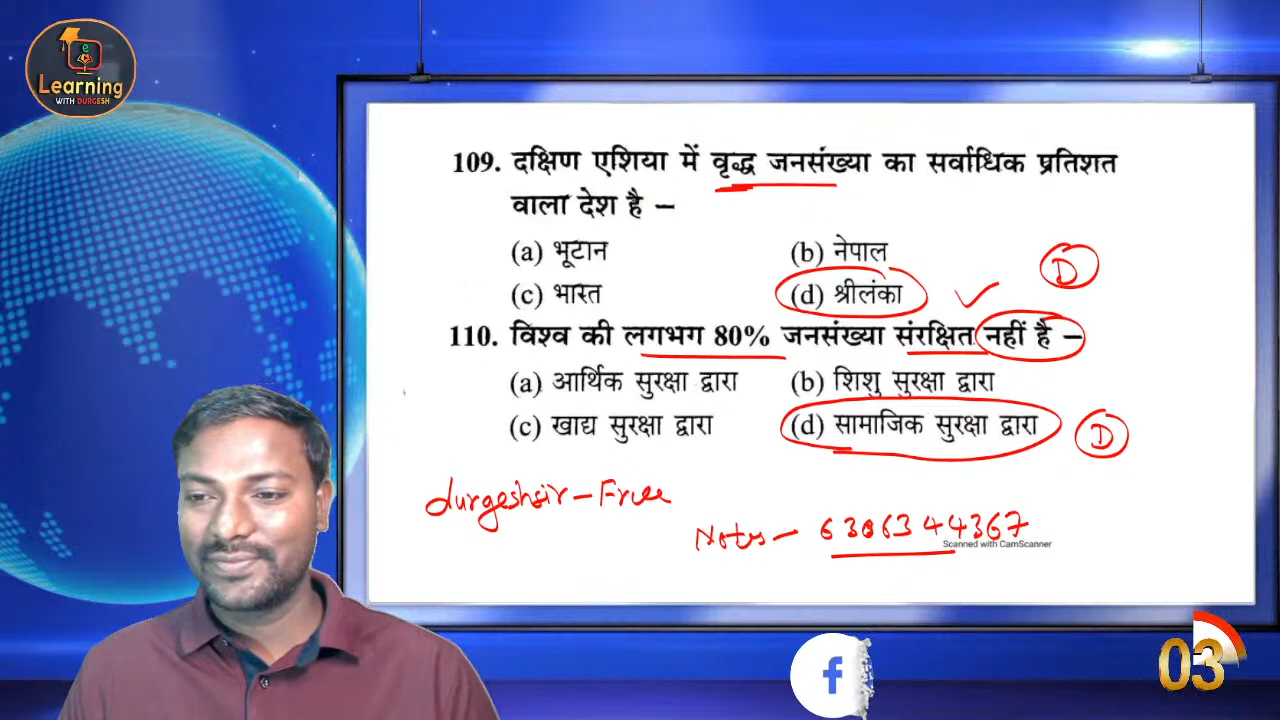 e
Learning
WITH DURGESH
109. दक्षिण एशिया में वृद्ध जनसंख्या का सर्वाधिक प्रतिशत
वाला देश है –
(a) भूटान (b) नेपाल
(c) भारत (d) श्रीलंका
D
110. विश्व की लगभग 80% जनसंख्या संरक्षित नहीं है –
(a) आर्थिक सुरक्षा द्वारा (b) शिशु सुरक्षा द्वारा
(c) खाद्य सुरक्षा द्वारा (d) सामाजिक सुरक्षा द्वारा
D
durgeshsir – Free
Notes – 6306344367
Scanned with CamScanner
f
03